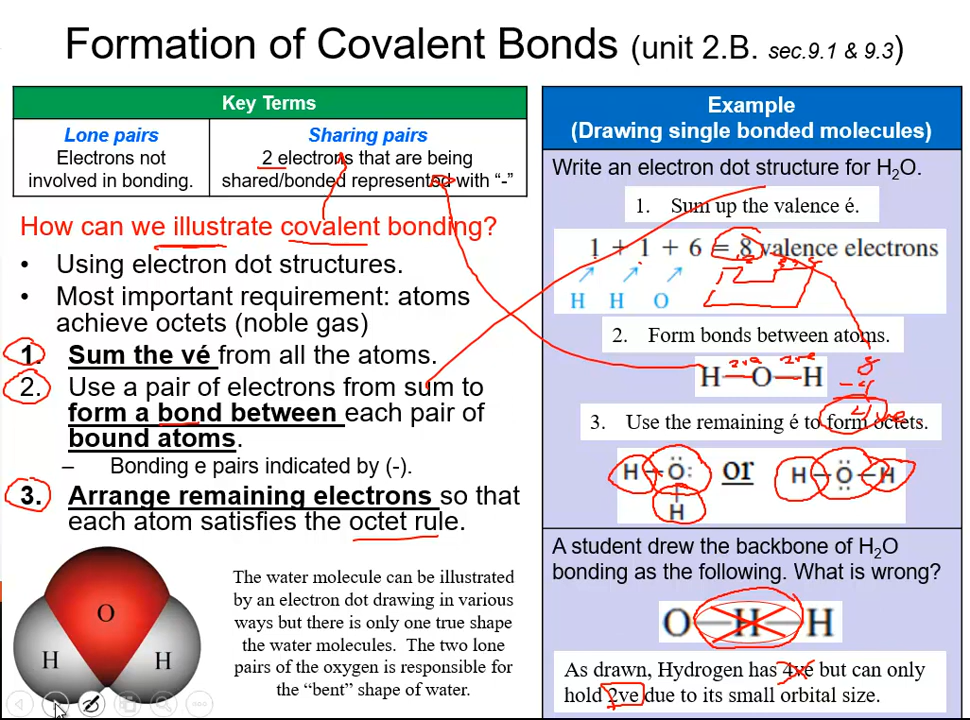 Formation of Covalent Bonds (unit 2.B. sec.9.1 & 9.3)
Key Terms
Lone pairs
Electrons not
involved in bonding.
Sharing pairs
2 electrons that are being
shared/bonded represented with “-”
How can we illustrate covalent bonding?
• Using electron dot structures.
• Most important requirement: atoms
achieve octets (noble gas)
1. Sum the vé from all the atoms.
2. Use a pair of electrons from sum to
form a bond between each pair of
bound atoms.
– Bonding e pairs indicated by (-).
3. Arrange remaining electrons so that
each atom satisfies the octet rule.
O
H H
The water molecule can be illustrated
by an electron dot drawing in various
ways but there is only one true shape
the water molecules. The two lone
pairs of the oxygen is responsible for
the “bent” shape of water.
Example
(Drawing single bonded molecules)
Write an electron dot structure for H₂O.
1. Sum up the valence é.
1 + 1 + 6 = 8 valence electrons
H H O
2. Form bonds between atoms.
2ve 2ve
H—O—H
8
-4
4ve
3. Use the remaining é to form octets.
H—Ö: or H—Ö—H
H
A student drew the backbone of H₂O
bonding as the following. What is wrong?
O—H—H
As drawn, Hydrogen has 4vé but can only
hold 2ve due to its small orbital size.